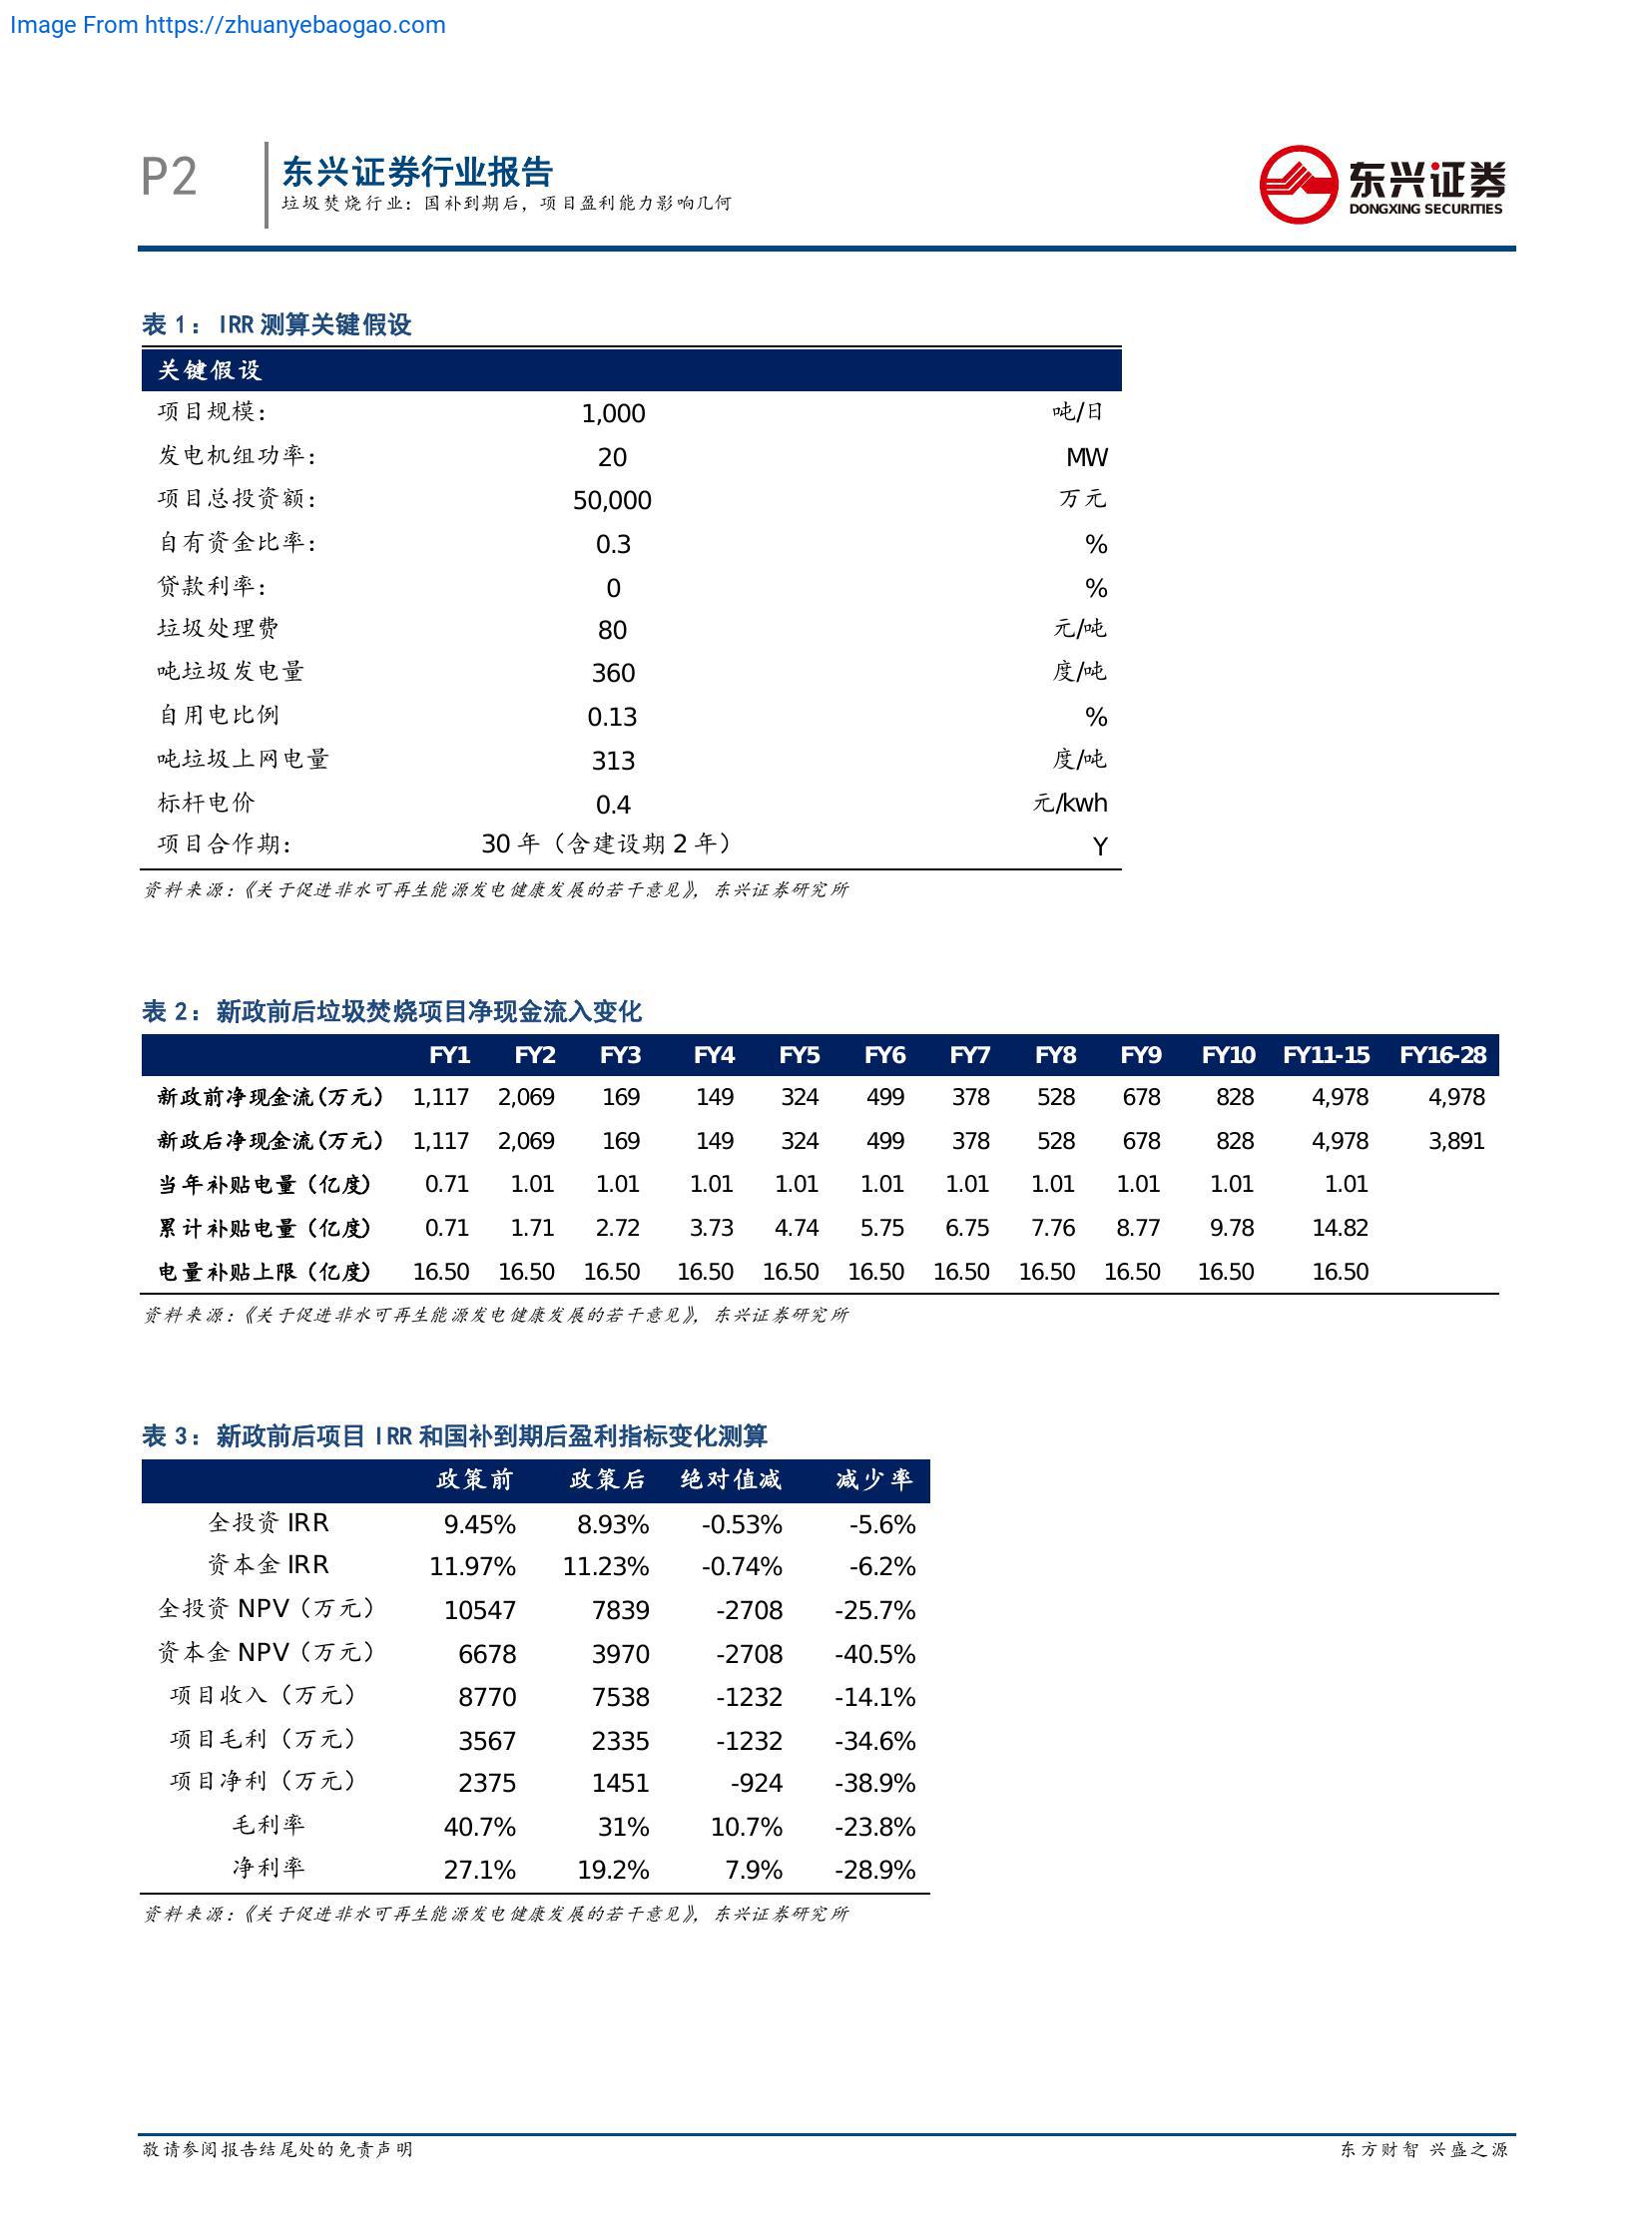 Image From https://zhuanyebaogao.com
P2
东兴证券行业报告
垃圾焚烧行业：国补到期后，项目盈利能力影响几何
东兴证券
DONGXING SECURITIES
表 1： IRR 测算关键假设
关键假设
项目规模： 1,000 吨/日
发电机组功率： 20 MW
项目总投资额： 50,000 万元
自有资金比率： 0.3 %
贷款利率： 0 %
垃圾处理费 80 元/吨
吨垃圾发电量 360 度/吨
自用电比例 0.13 %
吨垃圾上网电量 313 度/吨
标杆电价 0.4 元/kwh
项目合作期： 30 年（含建设期 2 年） Y
资料来源：《关于促进非水可再生能源发电健康发展的若干意见》，东兴证券研究所
表 2：新政前后垃圾焚烧项目净现金流入变化
FY1 FY2 FY3 FY4 FY5 FY6 FY7 FY8 FY9 FY10 FY11-15 FY16-28
新政前净现金流(万元) 1,117 2,069 169 149 324 499 378 528 678 828 4,978 4,978
新政后净现金流(万元) 1,117 2,069 169 149 324 499 378 528 678 828 4,978 3,891
当年补贴电量 (亿度) 0.71 1.01 1.01 1.01 1.01 1.01 1.01 1.01 1.01 1.01 1.01
累计补贴电量 (亿度) 0.71 1.71 2.72 3.73 4.74 5.75 6.75 7.76 8.77 9.78 14.82
电量补贴上限 (亿度) 16.50 16.50 16.50 16.50 16.50 16.50 16.50 16.50 16.50 16.50 16.50
资料来源：《关于促进非水可再生能源发电健康发展的若干意见》，东兴证券研究所
表 3：新政前后项目 IRR 和国补到期后盈利指标变化测算
政策前 政策后 绝对值减 减少率
全投资 IRR 9.45% 8.93% -0.53% -5.6%
资本金 IRR 11.97% 11.23% -0.74% -6.2%
全投资 NPV（万元） 10547 7839 -2708 -25.7%
资本金 NPV（万元） 6678 3970 -2708 -40.5%
项目收入（万元） 8770 7538 -1232 -14.1%
项目毛利（万元） 3567 2335 -1232 -34.6%
项目净利（万元） 2375 1451 -924 -38.9%
毛利率 40.7% 31% 10.7% -23.8%
净利率 27.1% 19.2% 7.9% -28.9%
资料来源：《关于促进非水可再生能源发电健康发展的若干意见》，东兴证券研究所
敬请参阅报告结尾处的免责声明
东方财智 兴盛之源